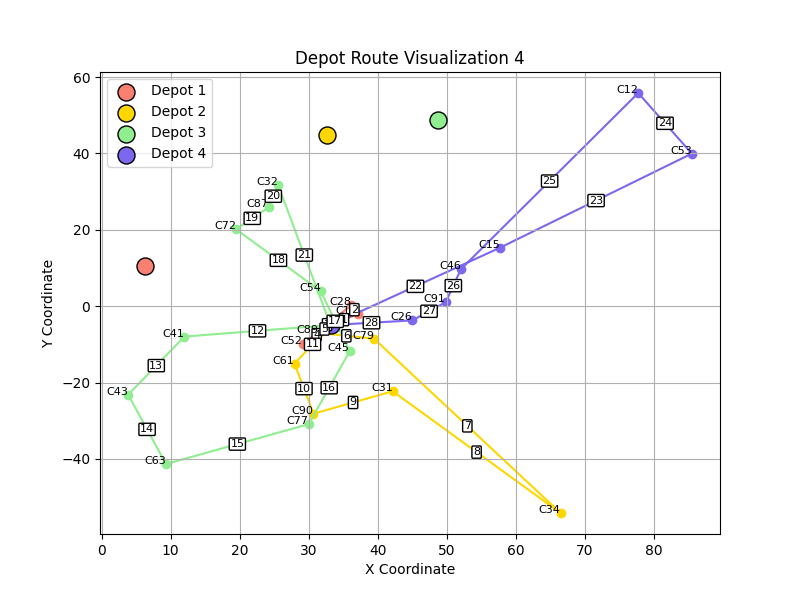 Depot Route Visualization 4
Depot 1
Depot 2
Depot 3
Depot 4
Y Coordinate
60
40
20
0
−20
−40
0
10
20
30
40
50
60
70
80
X Coordinate
C12
24
C53
25
23
C32
20
C87
19
C72
18
21
C15
C46
22
26
C54
C28
C91
2
27
C26
28
17
12
C41
C52
11
6
C79
C45
13
C61
10
16
C31
9
C43
C90
C77
14
15
7
8
C63
C34